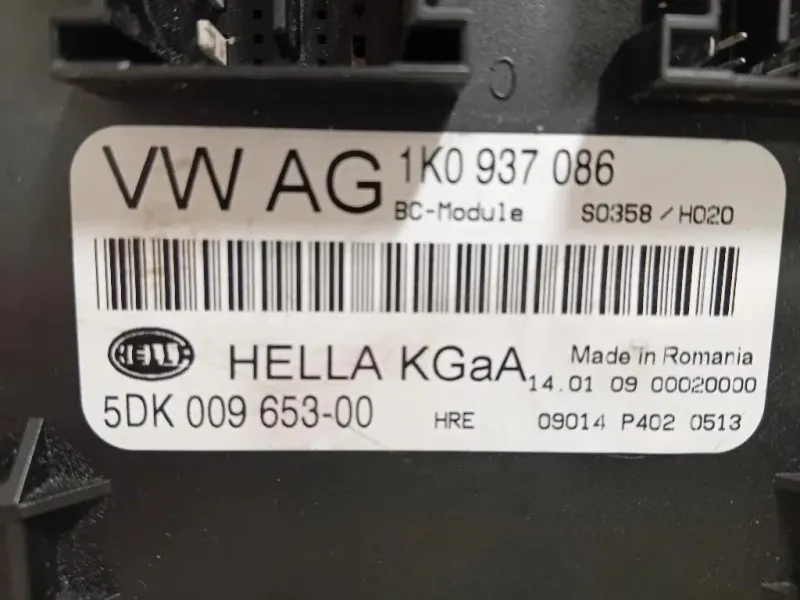 C
VW AG 1K0 937 086
BC-Module S0358 / H020
HELLA HELLA KGaA Made in Romania
14.01 09 00020000
5DK 009 653-00 HRE 09014 P402 0513